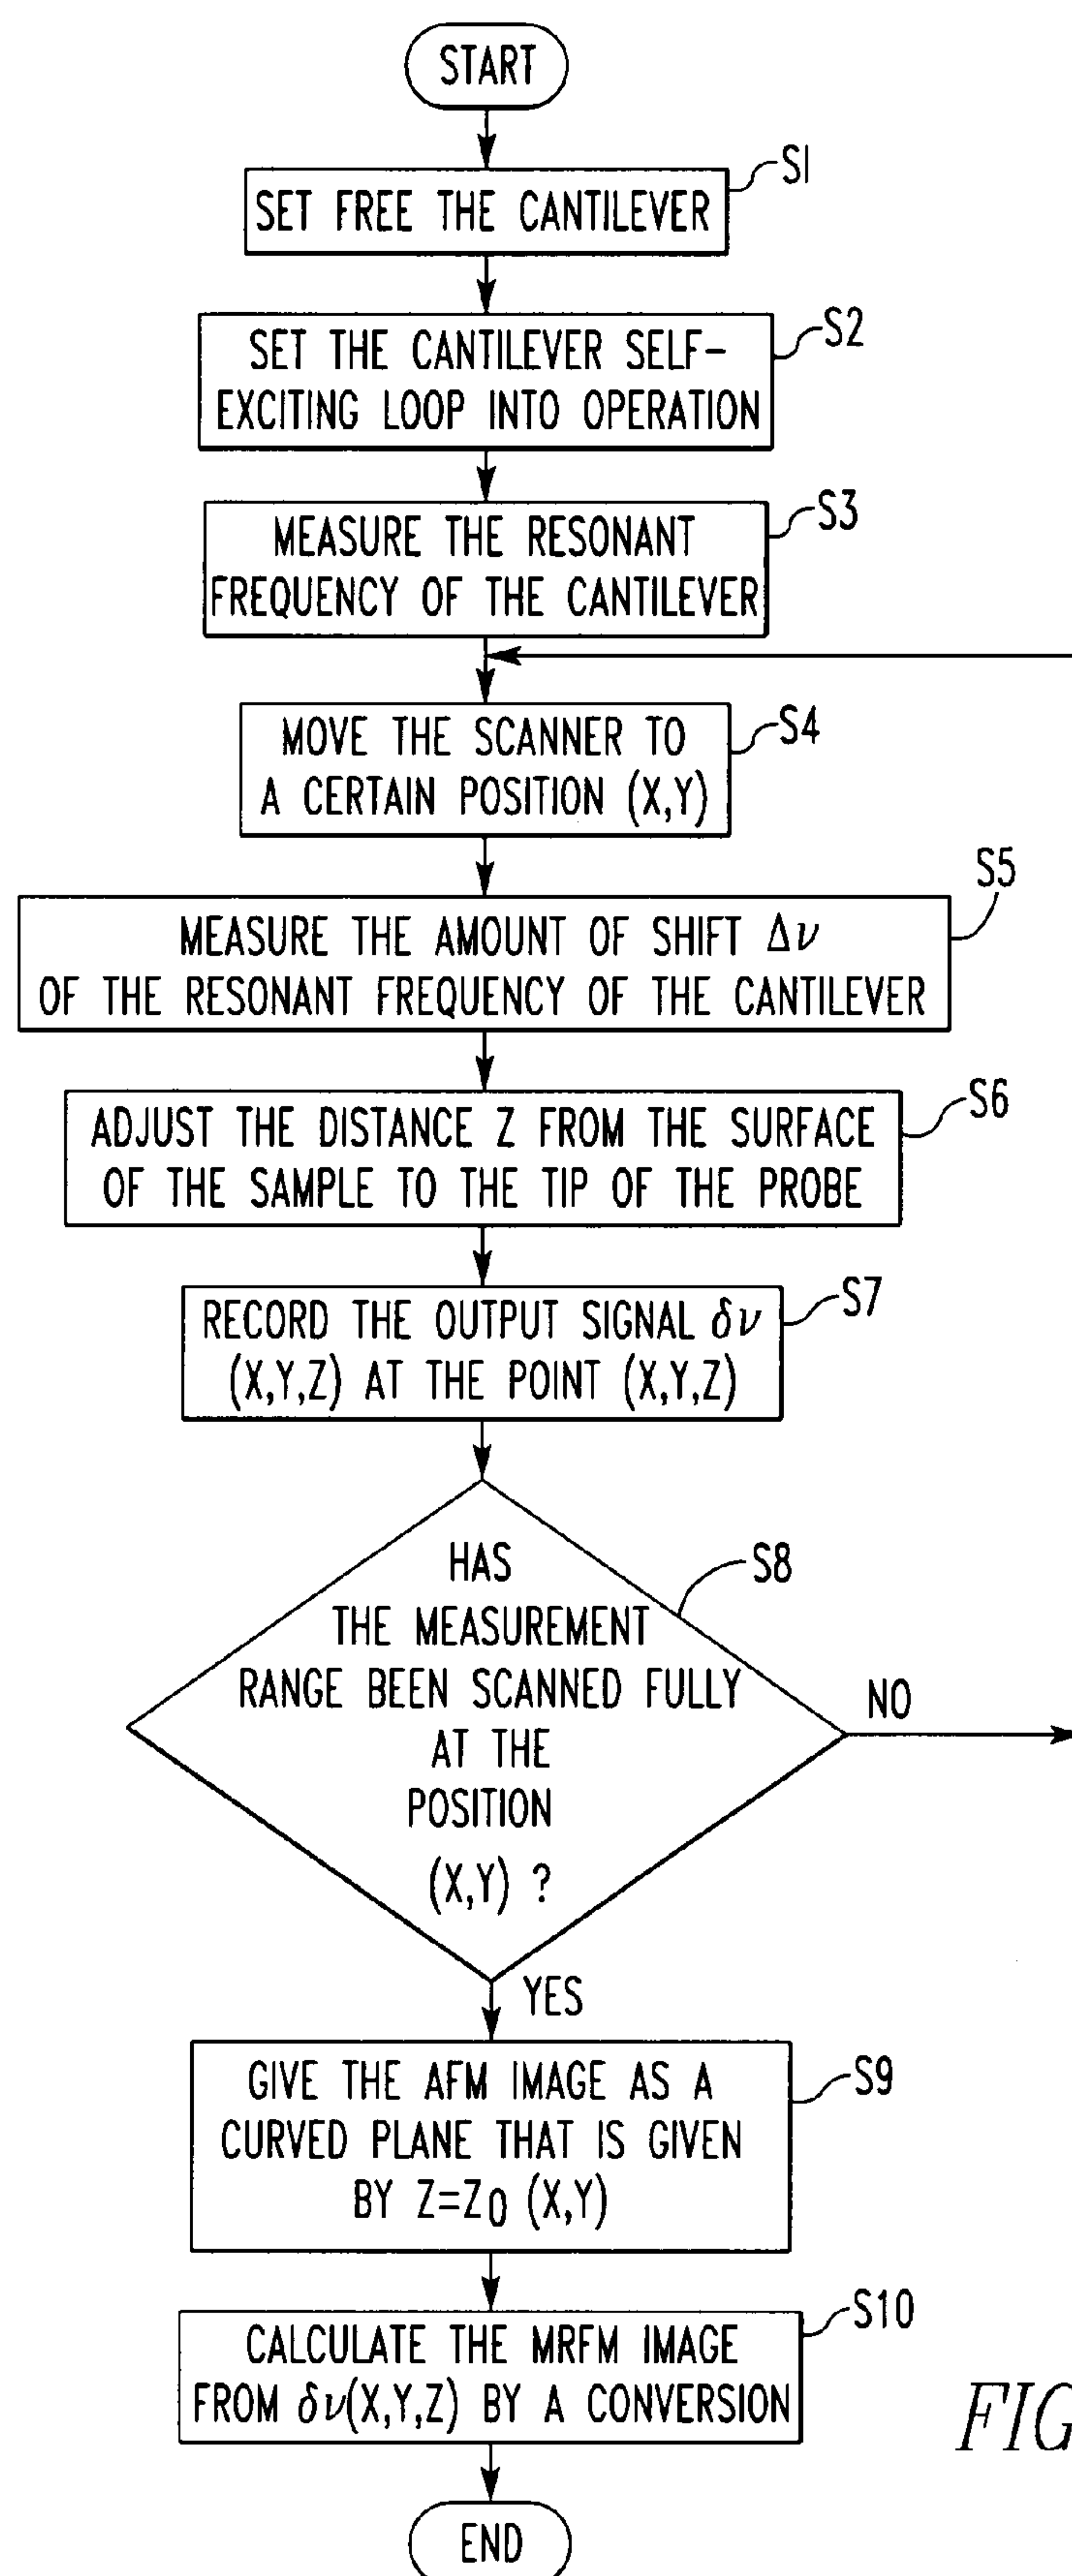 START
S1
SET FREE THE CANTILEVER
S2
SET THE CANTILEVER SELF-
EXCITING LOOP INTO OPERATION
S3
MEASURE THE RESONANT
FREQUENCY OF THE CANTILEVER
S4
MOVE THE SCANNER TO
A CERTAIN POSITION (X,Y)
S5
MEASURE THE AMOUNT OF SHIFT Δν
OF THE RESONANT FREQUENCY OF THE CANTILEVER
S6
ADJUST THE DISTANCE Z FROM THE SURFACE
OF THE SAMPLE TO THE TIP OF THE PROBE
S7
RECORD THE OUTPUT SIGNAL δν
(X,Y,Z) AT THE POINT (X,Y,Z)
S8
HAS
THE MEASUREMENT
RANGE BEEN SCANNED FULLY
AT THE
POSITION
(X,Y) ?
NO
YES
S9
GIVE THE AFM IMAGE AS A
CURVED PLANE THAT IS GIVEN
BY Z=Z0 (X,Y)
S10
CALCULATE THE MRFM IMAGE
FROM δν(X,Y,Z) BY A CONVERSION
FIG
END